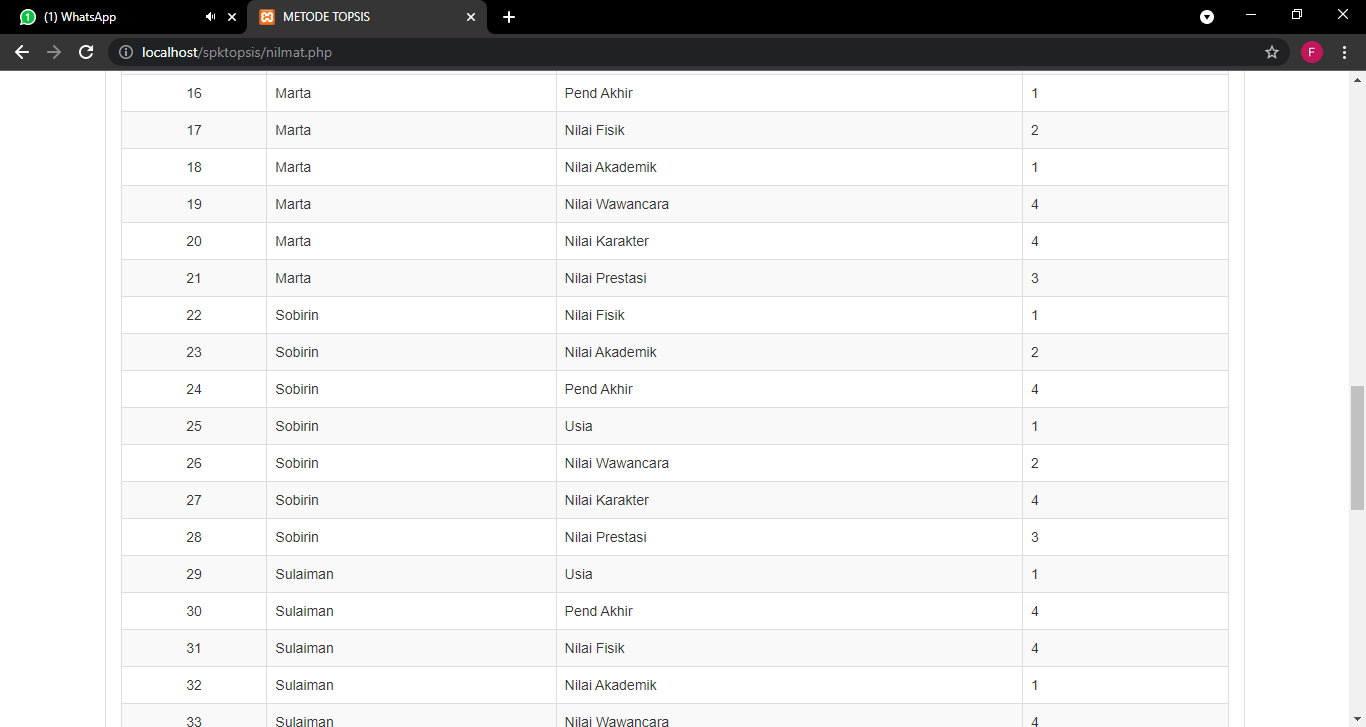 (1) WhatsApp
METODE TOPSIS
localhost/spktopsis/nilmat.php
F
16 Marta Pend Akhir 1
17 Marta Nilai Fisik 2
18 Marta Nilai Akademik 1
19 Marta Nilai Wawancara 4
20 Marta Nilai Karakter 4
21 Marta Nilai Prestasi 3
22 Sobirin Nilai Fisik 1
23 Sobirin Nilai Akademik 2
24 Sobirin Pend Akhir 4
25 Sobirin Usia 1
26 Sobirin Nilai Wawancara 2
27 Sobirin Nilai Karakter 4
28 Sobirin Nilai Prestasi 3
29 Sulaiman Usia 1
30 Sulaiman Pend Akhir 4
31 Sulaiman Nilai Fisik 4
32 Sulaiman Nilai Akademik 1
33 Sulaiman Nilai Wawancara 4